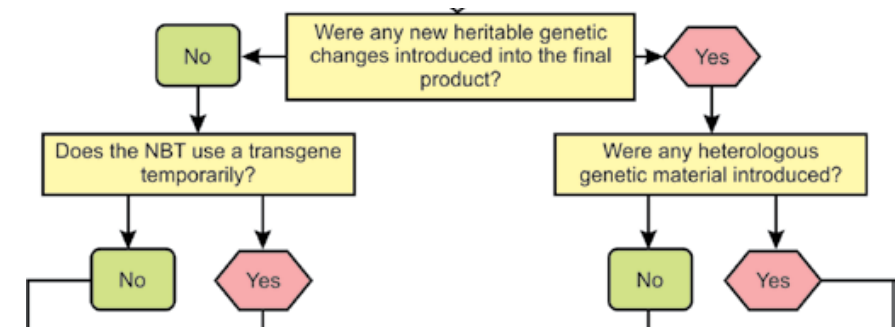 Were any new heritable genetic
changes introduced into the final
product?
No
Yes
Does the NBT use a transgene
temporarily?
Were any heterologous
genetic material introduced?
No
Yes
No
Yes